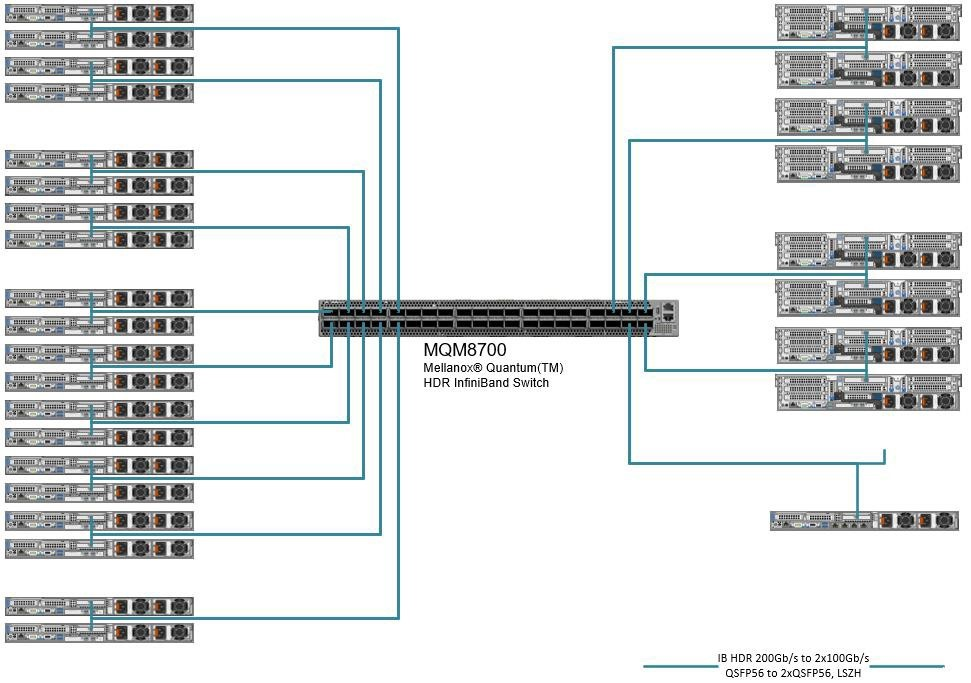 MQM8700
Mellanox® Quantum(TM)
HDR InfiniBand Switch
IB HDR 200Gb/s to 2x100Gb/s
QSFP56 to 2xQSFP56, LSZH